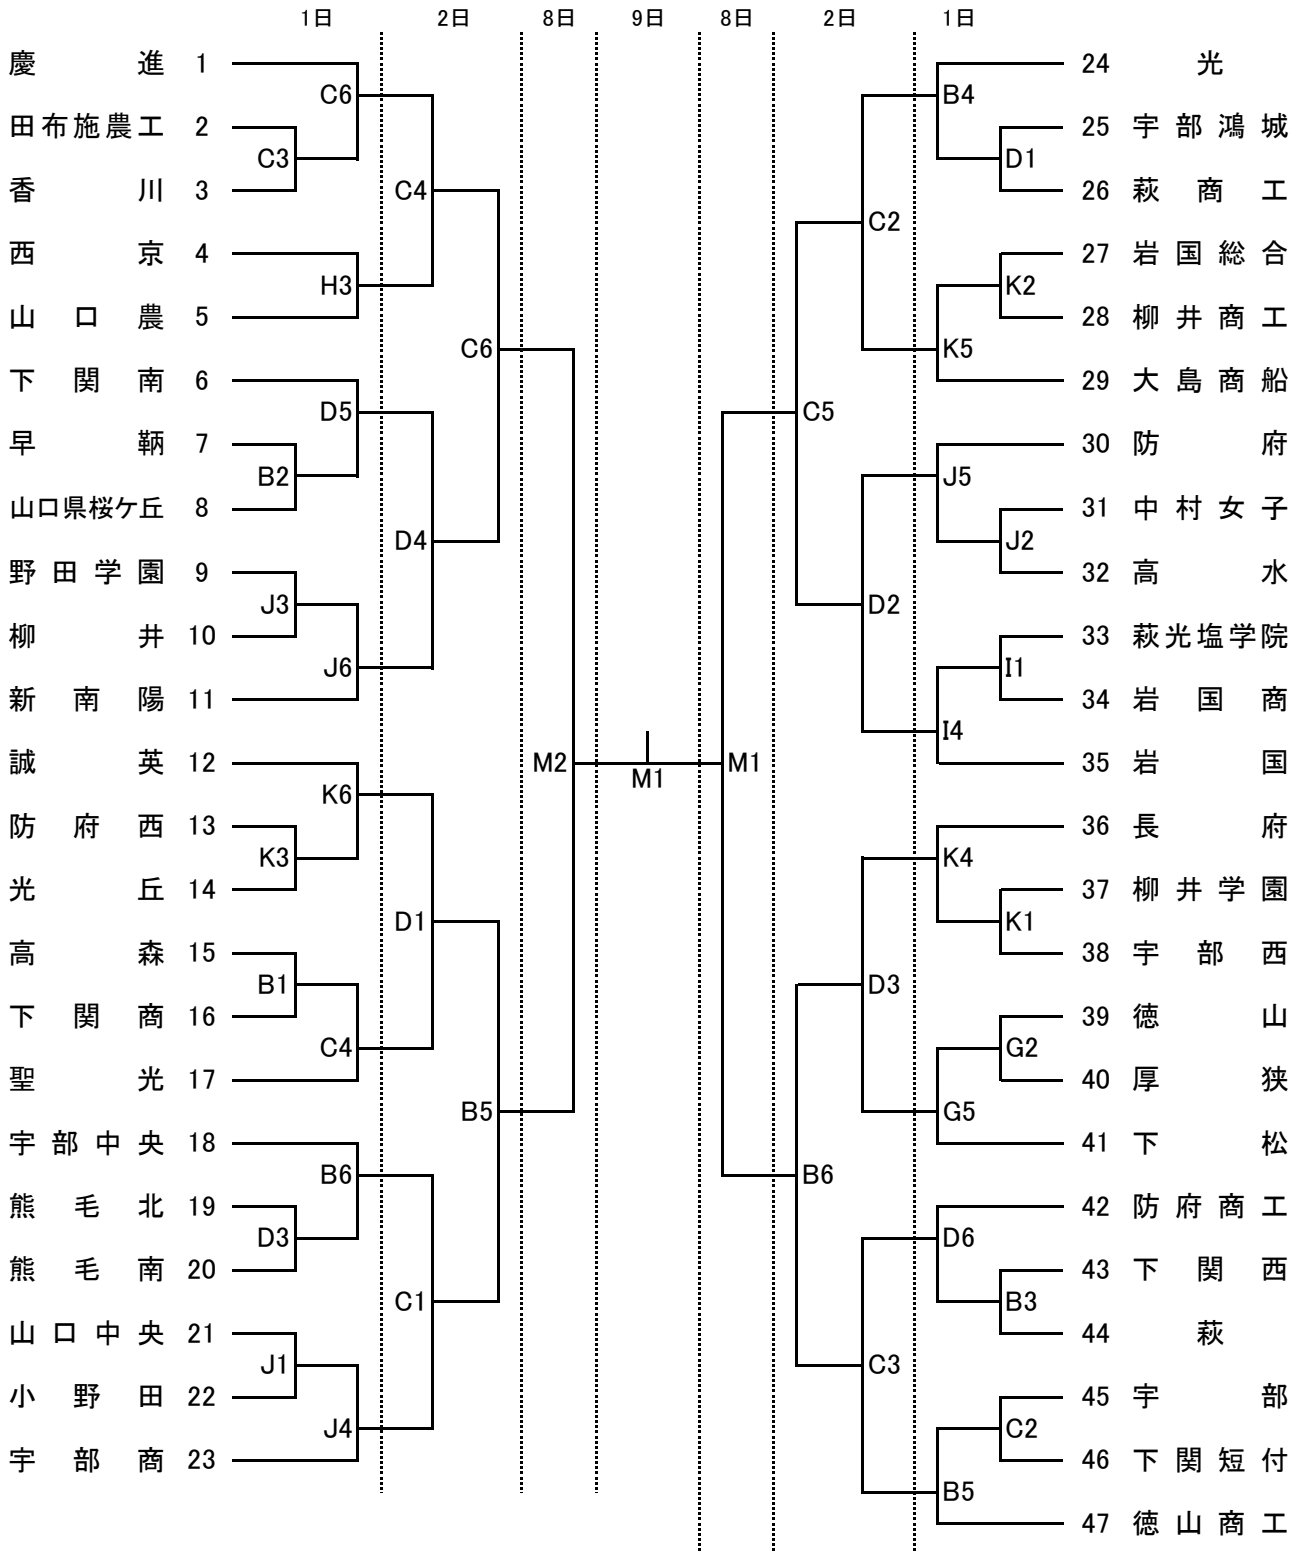 1日 2日 8日 9日 8日 2日 1日
慶進 1 24 光
C6 B4
田布施農工 2 25 宇部鴻城
C3 D1
香川 3 C4 26 萩商工
C2
西京 4 27 岩国総合
H3 K2
山口農 5 28 柳井商工
C6 K5
下関南 6 29 大島商船
D5 C5
早鞆 7 30 防府
B2 J5
山口県桜ケ丘 8 31 中村女子
D4 J2
野田学園 9 32 高水
J3 D2
柳井 10 33 萩光塩学院
J6 I1
新南陽 11 34 岩国商
I4
誠英 12 M2 M1 M1 35 岩国
K6
防府西 13 36 長府
K3 K4
光丘 14 37 柳井学園
D1 K1
高森 15 38 宇部西
B1 D3
下関商 16 39 徳山
C4 G2
聖光 17 40 厚狭
B5 G5
宇部中央 18 41 下松
B6 B6
熊毛北 19 42 防府商工
D3 D6
熊毛南 20 43 下関西
C1 B3
山口中央 21 44 萩
J1 C3
小野田 22 45 宇部
J4 C2
宇部商 23 46 下関短付
B5
47 徳山商工